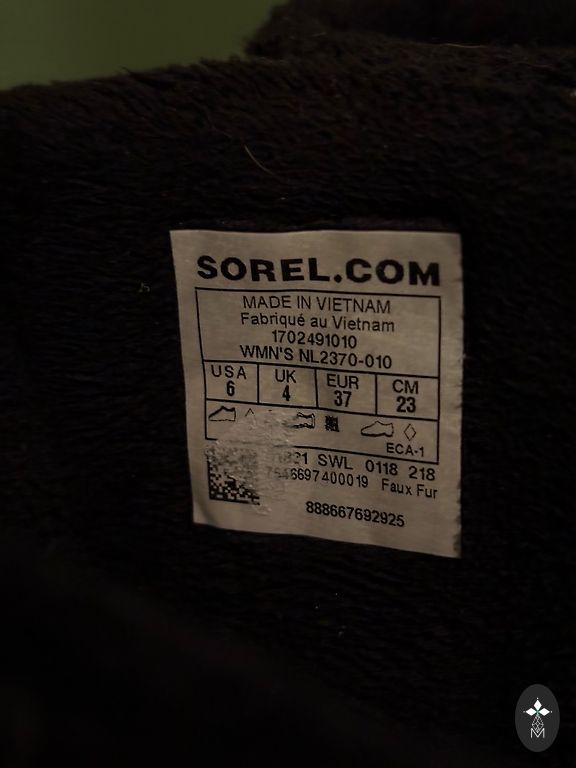 SOREL.COM
MADE IN VIETNAM
Fabriqué au Vietnam
1702491010
WMN'S NL2370-010
USA UK EUR CM
6 4 37 23
ECA-1
SWL 0118 218
Faux Fur
888667692925
M